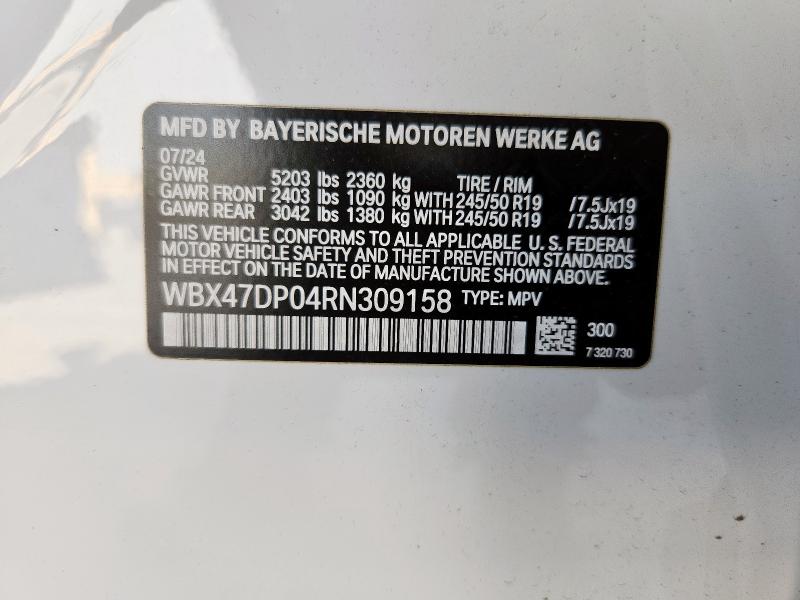 MFD BY BAYERISCHE MOTOREN WERKE AG
07/24
GVWR 5203 lbs 2360 kg TIRE / RIM
GAWR FRONT 2403 lbs 1090 kg WITH 245/50 R19 /7.5Jx19
GAWR REAR 3042 lbs 1380 kg WITH 245/50 R19 /7.5Jx19
THIS VEHICLE CONFORMS TO ALL APPLICABLE U. S. FEDERAL
MOTOR VEHICLE SAFETY AND THEFT PREVENTION STANDARDS
IN EFFECT ON THE DATE OF MANUFACTURE SHOWN ABOVE.
WBX47DP04RN309158 TYPE: MPV
300
7 320 730